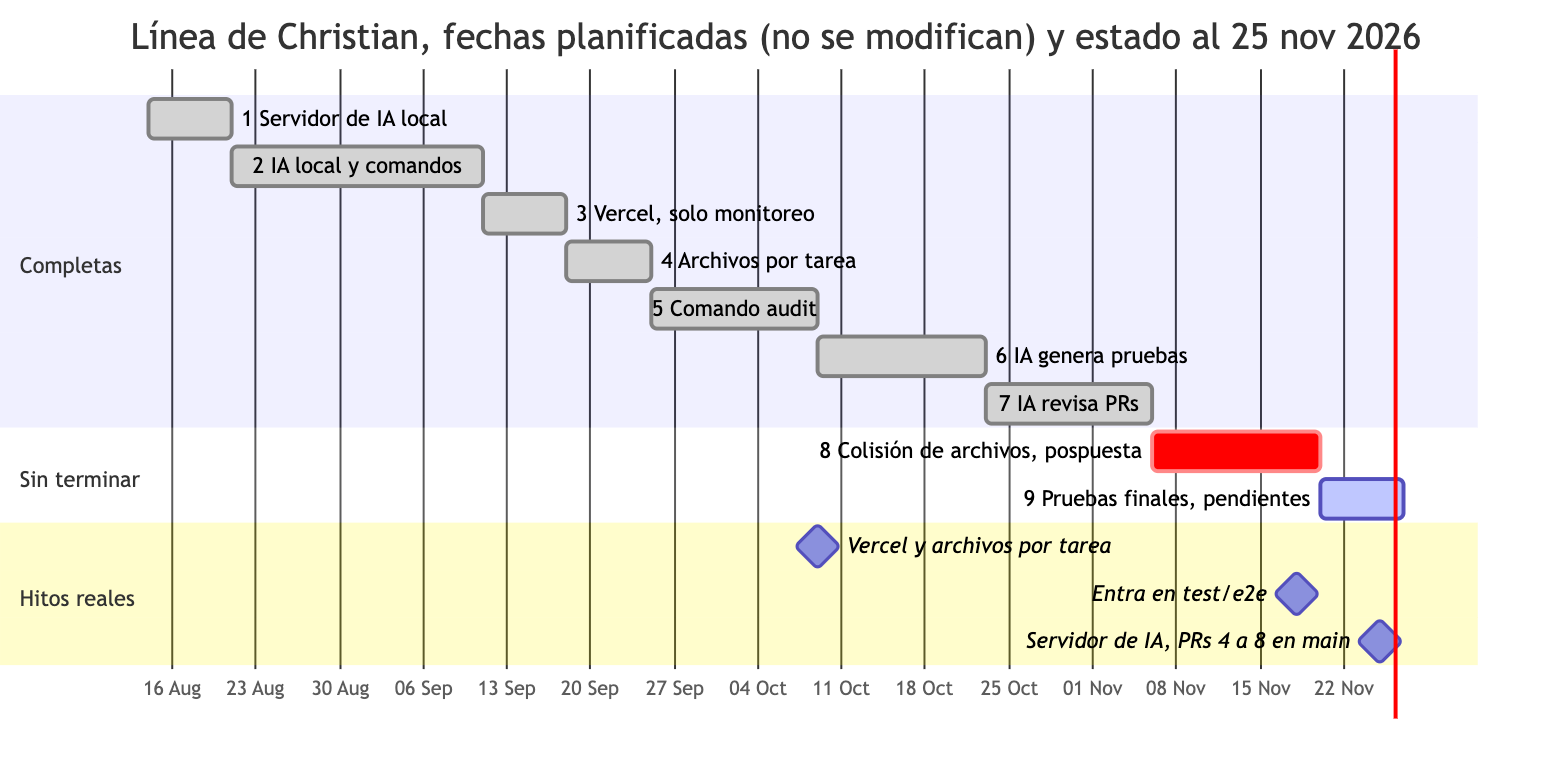 Línea de Christian, fechas planificadas (no se modifican) y estado al 25 nov 2026
Completas
1 Servidor de IA local
2 IA local y comandos
3 Vercel, solo monitoreo
4 Archivos por tarea
5 Comando audit
6 IA genera pruebas
7 IA revisa PRs
Sin terminar
8 Colisión de archivos, pospuesta
9 Pruebas finales, pendientes
Hitos reales
Vercel y archivos por tarea
Entra en test/e2e
Servidor de IA, PRs 4 a 8 en main
16 Aug 23 Aug 30 Aug 06 Sep 13 Sep 20 Sep 27 Sep 04 Oct 11 Oct 18 Oct 25 Oct 01 Nov 08 Nov 15 Nov 22 Nov